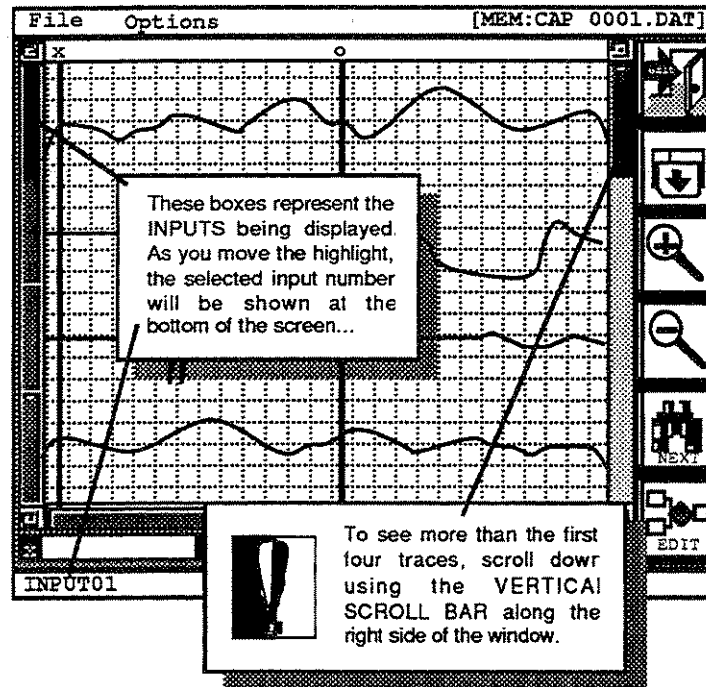 File Options [MEM:CAP 0001.DAT]
x o
These boxes represent the
INPUTS being displayed.
As you move the highlight,
the selected input number
will be shown at the
bottom of the screen...
NEXT
EDIT
To see more than the first
four traces, scroll dowr
using the VERTICAI
SCROLL BAR along the
right side of the window.
INPUT01